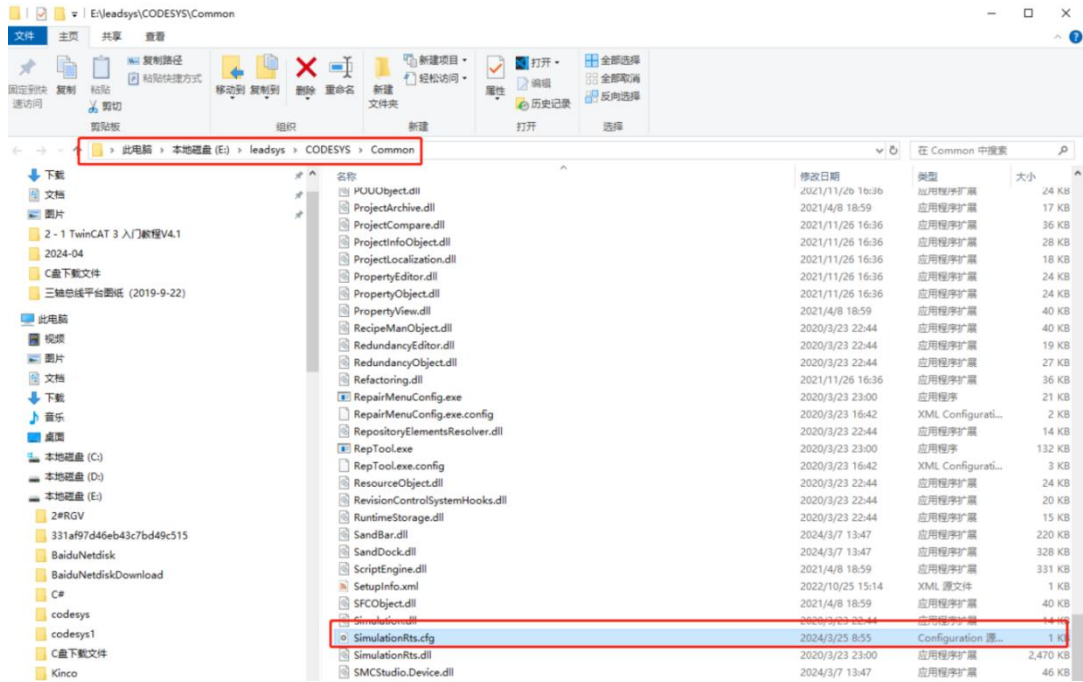 E:\leadsys\CODESYS\Common
文件 主页 共享 查看
固定到快速访问
复制
粘贴
复制路径
粘贴快捷方式
剪切
剪贴板
移动到
复制到
删除
重命名
组织
新建文件夹
新建项目
轻松访问
新建
属性
打开
编辑
历史记录
打开
全部选择
全部取消
反向选择
选择
此电脑 > 本地磁盘 (E:) > leadsys > CODESYS > Common
在 Common 中搜索
下载
文档
图片
2 - 1 TwinCAT 3 入门教程V4.1
2024-04
C盘下载文件
三轴总线平台图纸 (2019-9-22)
此电脑
视频
图片
文档
下载
音乐
桌面
本地磁盘 (C:)
本地磁盘 (D:)
本地磁盘 (E:)
2#RGV
331af97d46eb43c7bd49c515
BaiduNetdisk
BaiduNetdiskDownload
C#
codesys
codesys1
C盘下载文件
Kinco
名称 修改日期 类型 大小
POUObject.dll 2021/11/26 16:36 应用程序扩展 24 KB
ProjectArchive.dll 2021/4/8 18:59 应用程序扩展 17 KB
ProjectCompare.dll 2021/11/26 16:36 应用程序扩展 36 KB
ProjectInfoObject.dll 2021/11/26 16:36 应用程序扩展 28 KB
ProjectLocalization.dll 2021/11/26 16:36 应用程序扩展 18 KB
PropertyEditor.dll 2021/11/26 16:36 应用程序扩展 24 KB
PropertyObject.dll 2021/11/26 16:36 应用程序扩展 24 KB
PropertyView.dll 2021/4/8 18:59 应用程序扩展 40 KB
RecipeManObject.dll 2020/3/23 22:44 应用程序扩展 40 KB
RedundancyEditor.dll 2020/3/23 22:44 应用程序扩展 19 KB
RedundancyObject.dll 2020/3/23 22:44 应用程序扩展 27 KB
Refactoring.dll 2021/11/26 16:36 应用程序扩展 36 KB
RepairMenuConfig.exe 2020/3/23 23:00 应用程序 21 KB
RepairMenuConfig.exe.config 2020/3/23 16:42 XML Configurati... 2 KB
RepositoryElementsResolver.dll 2020/3/23 22:44 应用程序扩展 14 KB
RepTool.exe 2020/3/23 23:00 应用程序 132 KB
RepTool.exe.config 2020/3/23 16:42 XML Configurati... 3 KB
ResourceObject.dll 2020/3/23 22:44 应用程序扩展 24 KB
RevisionControlSystemHooks.dll 2020/3/23 22:44 应用程序扩展 20 KB
RuntimeStorage.dll 2020/3/23 22:44 应用程序扩展 15 KB
SandBar.dll 2024/3/7 13:47 应用程序扩展 220 KB
SandDock.dll 2024/3/7 13:47 应用程序扩展 328 KB
ScriptEngine.dll 2021/4/8 18:59 应用程序扩展 331 KB
SetupInfo.xml 2022/10/25 15:14 XML 源文件 1 KB
SFCObject.dll 2021/4/8 18:59 应用程序扩展 40 KB
Simulation.dll 2020/3/23 22:44 应用程序扩展 14 KB
SimulationRts.cfg 2024/3/25 8:55 Configuration 源... 1 KB
SimulationRts.dll 2020/3/23 23:00 应用程序扩展 2,470 KB
SMCStudio.Device.dll 2024/3/7 13:47 应用程序扩展 46 KB